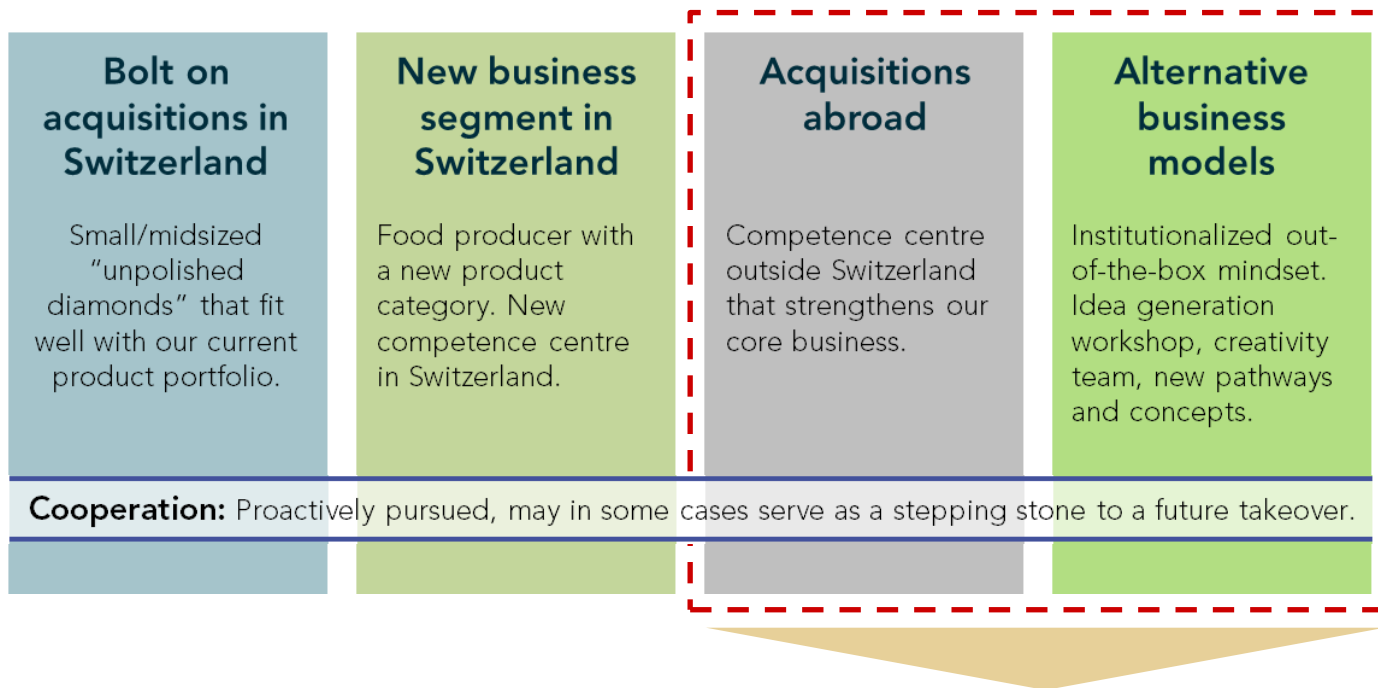 Bolt on
acquisitions in
Switzerland
Small/midsized
“unpolished
diamonds” that fit
well with our current
product portfolio.
New business
segment in
Switzerland
Food producer with
a new product
category. New
competence centre
in Switzerland.
Acquisitions
abroad
Competence centre
outside Switzerland
that strengthens our
core business.
Alternative
business
models
Institutionalized out-
of-the-box mindset.
Idea generation
workshop, creativity
team, new pathways
and concepts.
Cooperation: Proactively pursued, may in some cases serve as a stepping stone to a future takeover.